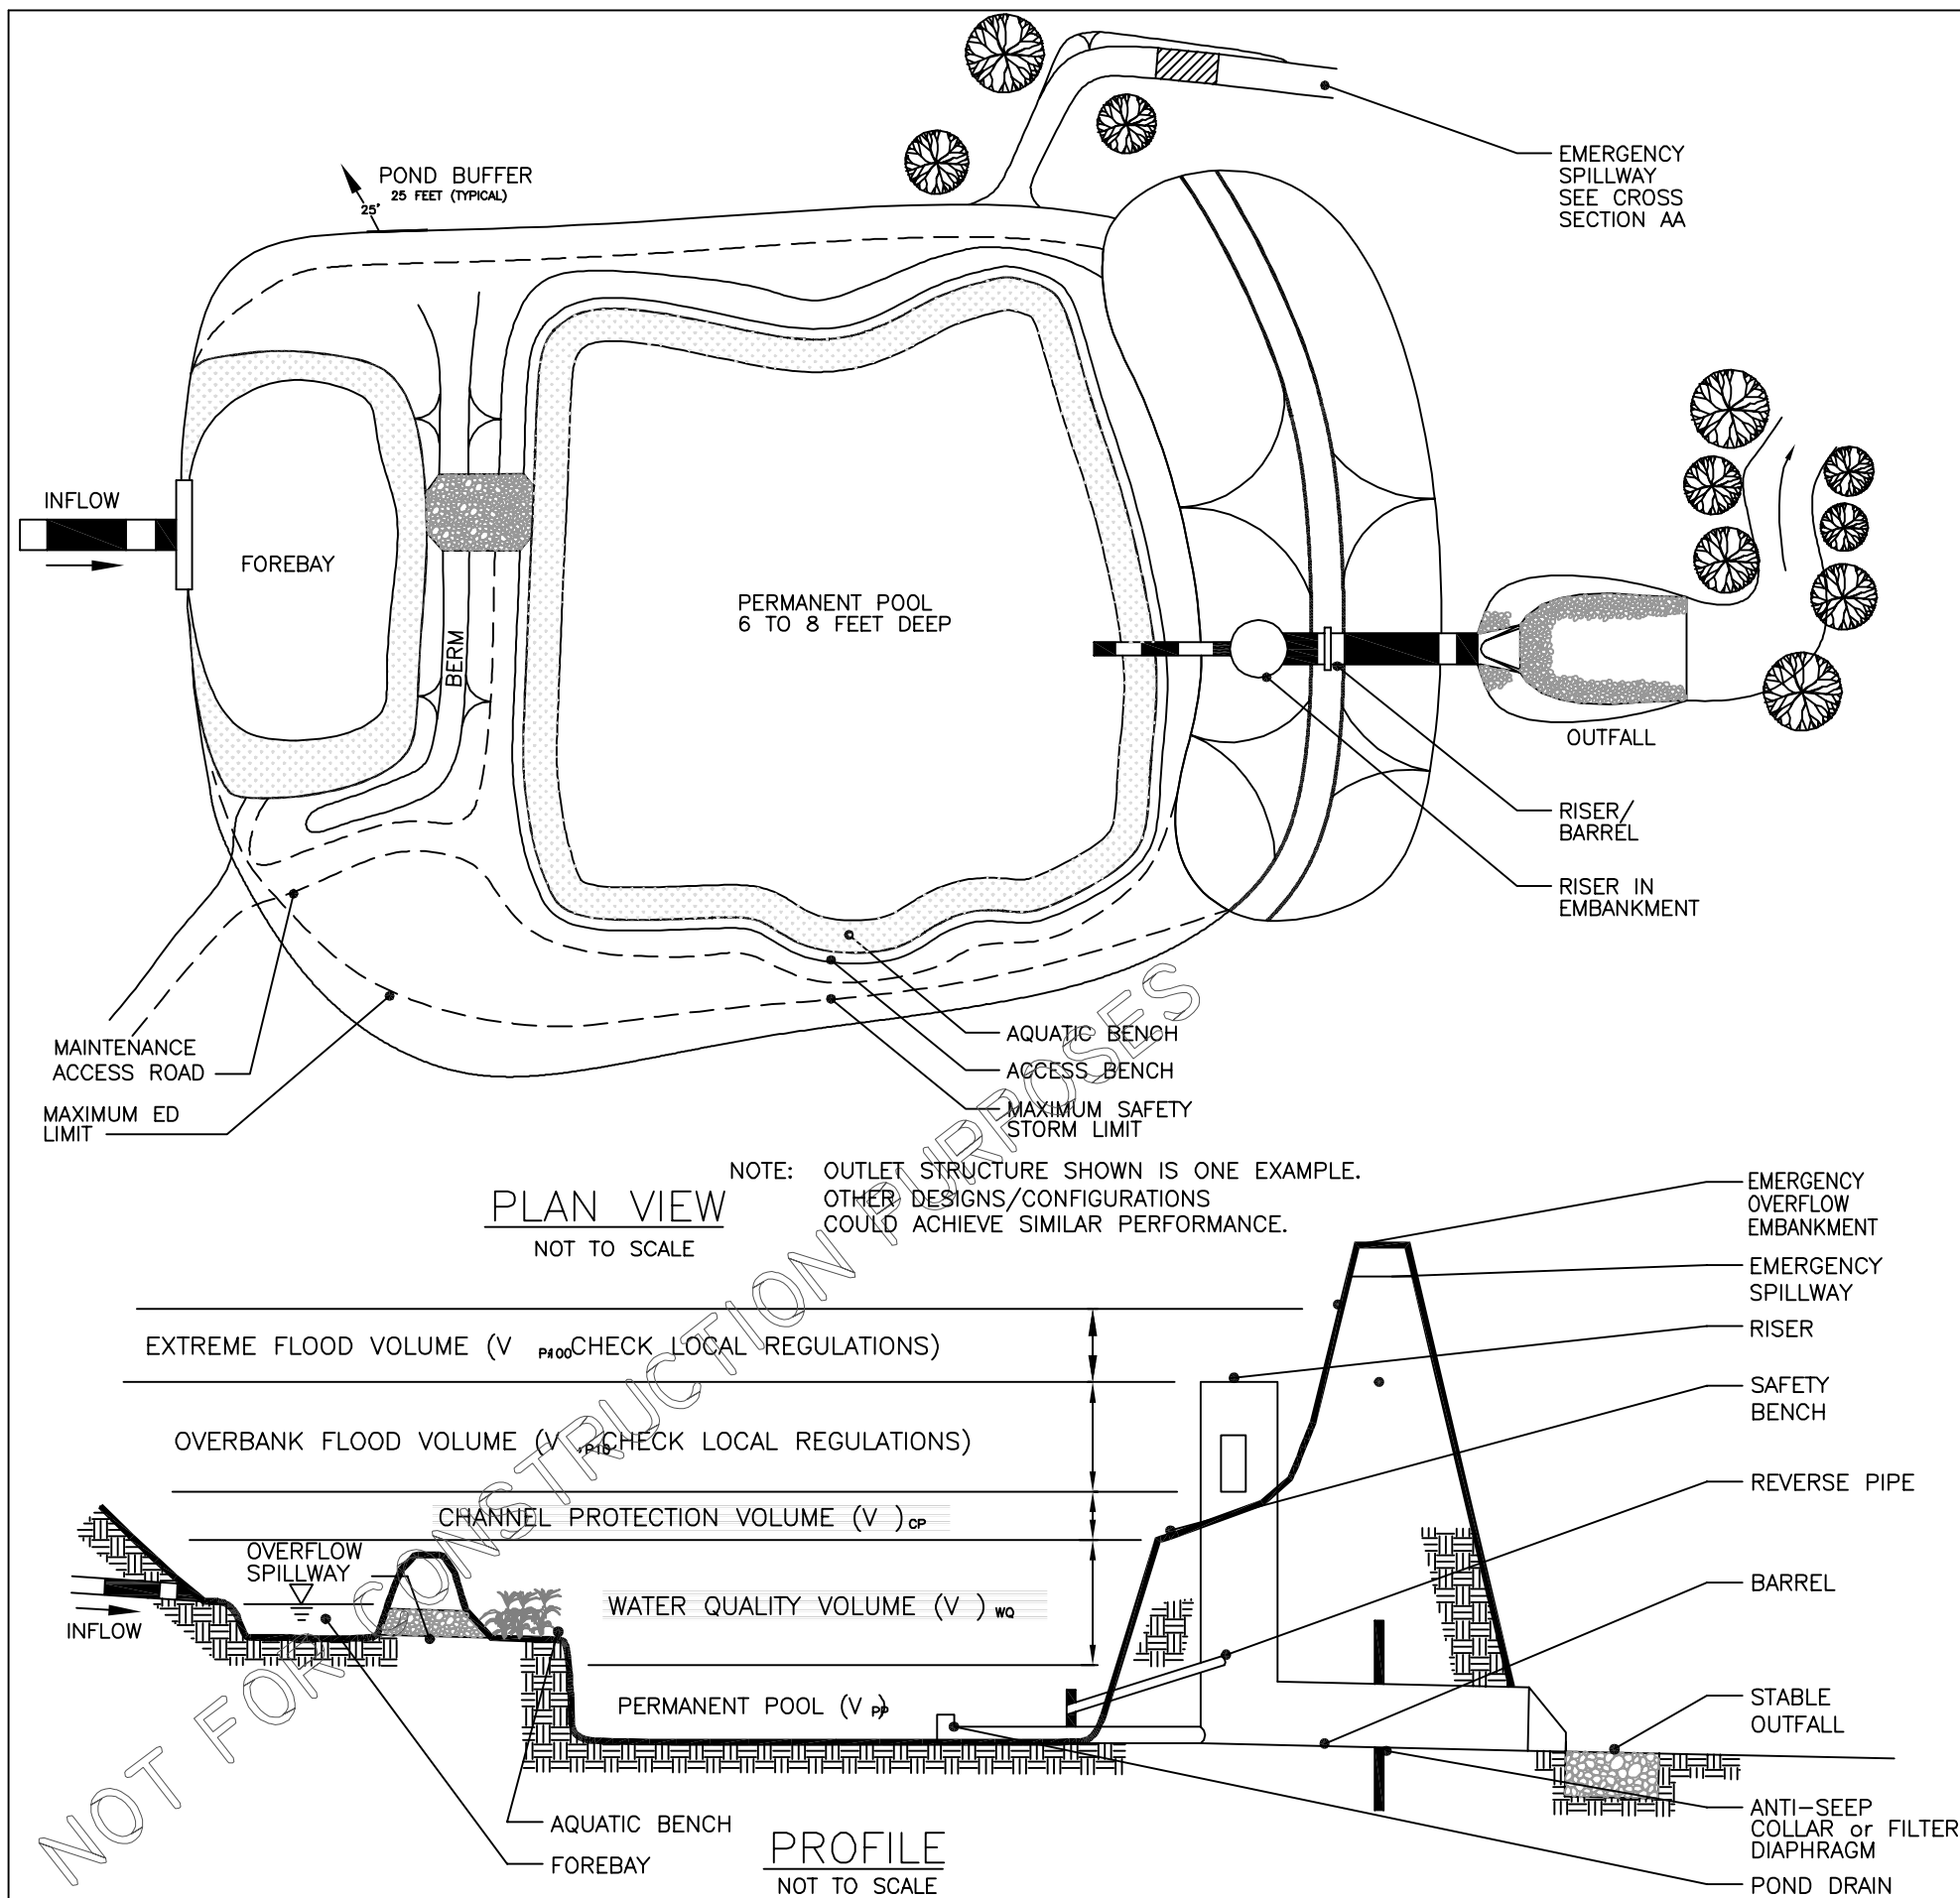 EMERGENCY
SPILLWAY
SEE CROSS
SECTION AA
POND BUFFER
25 FEET (TYPICAL)
25'
INFLOW
FOREBAY
BERM
PERMANENT POOL
6 TO 8 FEET DEEP
OUTFALL
RISER/
BARREL
RISER IN
EMBANKMENT
MAINTENANCE
ACCESS ROAD
MAXIMUM ED
LIMIT
AQUATIC BENCH
ACCESS BENCH
MAXIMUM SAFETY
STORM LIMIT
NOTE: OUTLET STRUCTURE SHOWN IS ONE EXAMPLE.
OTHER DESIGNS/CONFIGURATIONS
COULD ACHIEVE SIMILAR PERFORMANCE.
PLAN VIEW
NOT TO SCALE
NOT FOR CONSTRUCTION PURPOSES
EMERGENCY
OVERFLOW
EMBANKMENT
EMERGENCY
SPILLWAY
RISER
SAFETY
BENCH
REVERSE PIPE
BARREL
STABLE
OUTFALL
ANTI-SEEP
COLLAR or FILTER
DIAPHRAGM
POND DRAIN
EXTREME FLOOD VOLUME (V CHECK LOCAL REGULATIONS)
OVERBANK FLOOD VOLUME (V CHECK LOCAL REGULATIONS)
CHANNEL PROTECTION VOLUME (V ) CP
OVERFLOW
SPILLWAY
WATER QUALITY VOLUME (V ) WQ
INFLOW
PERMANENT POOL (V PP)
AQUATIC BENCH
FOREBAY
PROFILE
NOT TO SCALE